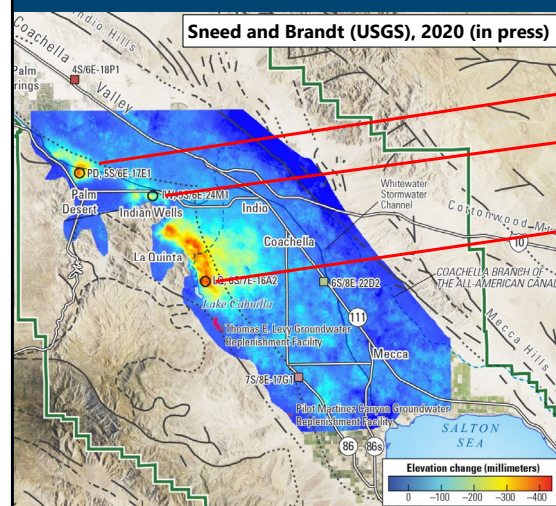 Sneed and Brandt (USGS), 2020 (in press)
Indio Hills
Coachella
Valley
4S/6E-18P1
Palm
rings
PD, 5S/6E-17E1
Palm
Desert
Indian Wells
Indio
Whitewater
Stormwater
Channel
Cottonwood
10
Coachella
La Quinta
LQ, 6S/7E-16A2
6S/8E-22D2
COACHELLA BRANCH OF
THE ALL-AMERICAN CANAL
Lake Cahuilla
111
Mecca Hills
Thomas E. Levy Groundwater
Replenishment Facility
Mecca
7S/8E-17G1
Pilot Martinez Canyon Groundwater
Replenishment Facility
86
86s
SALTON
SEA
Elevation change (millimeters)
0 –100 –200 –300 –400